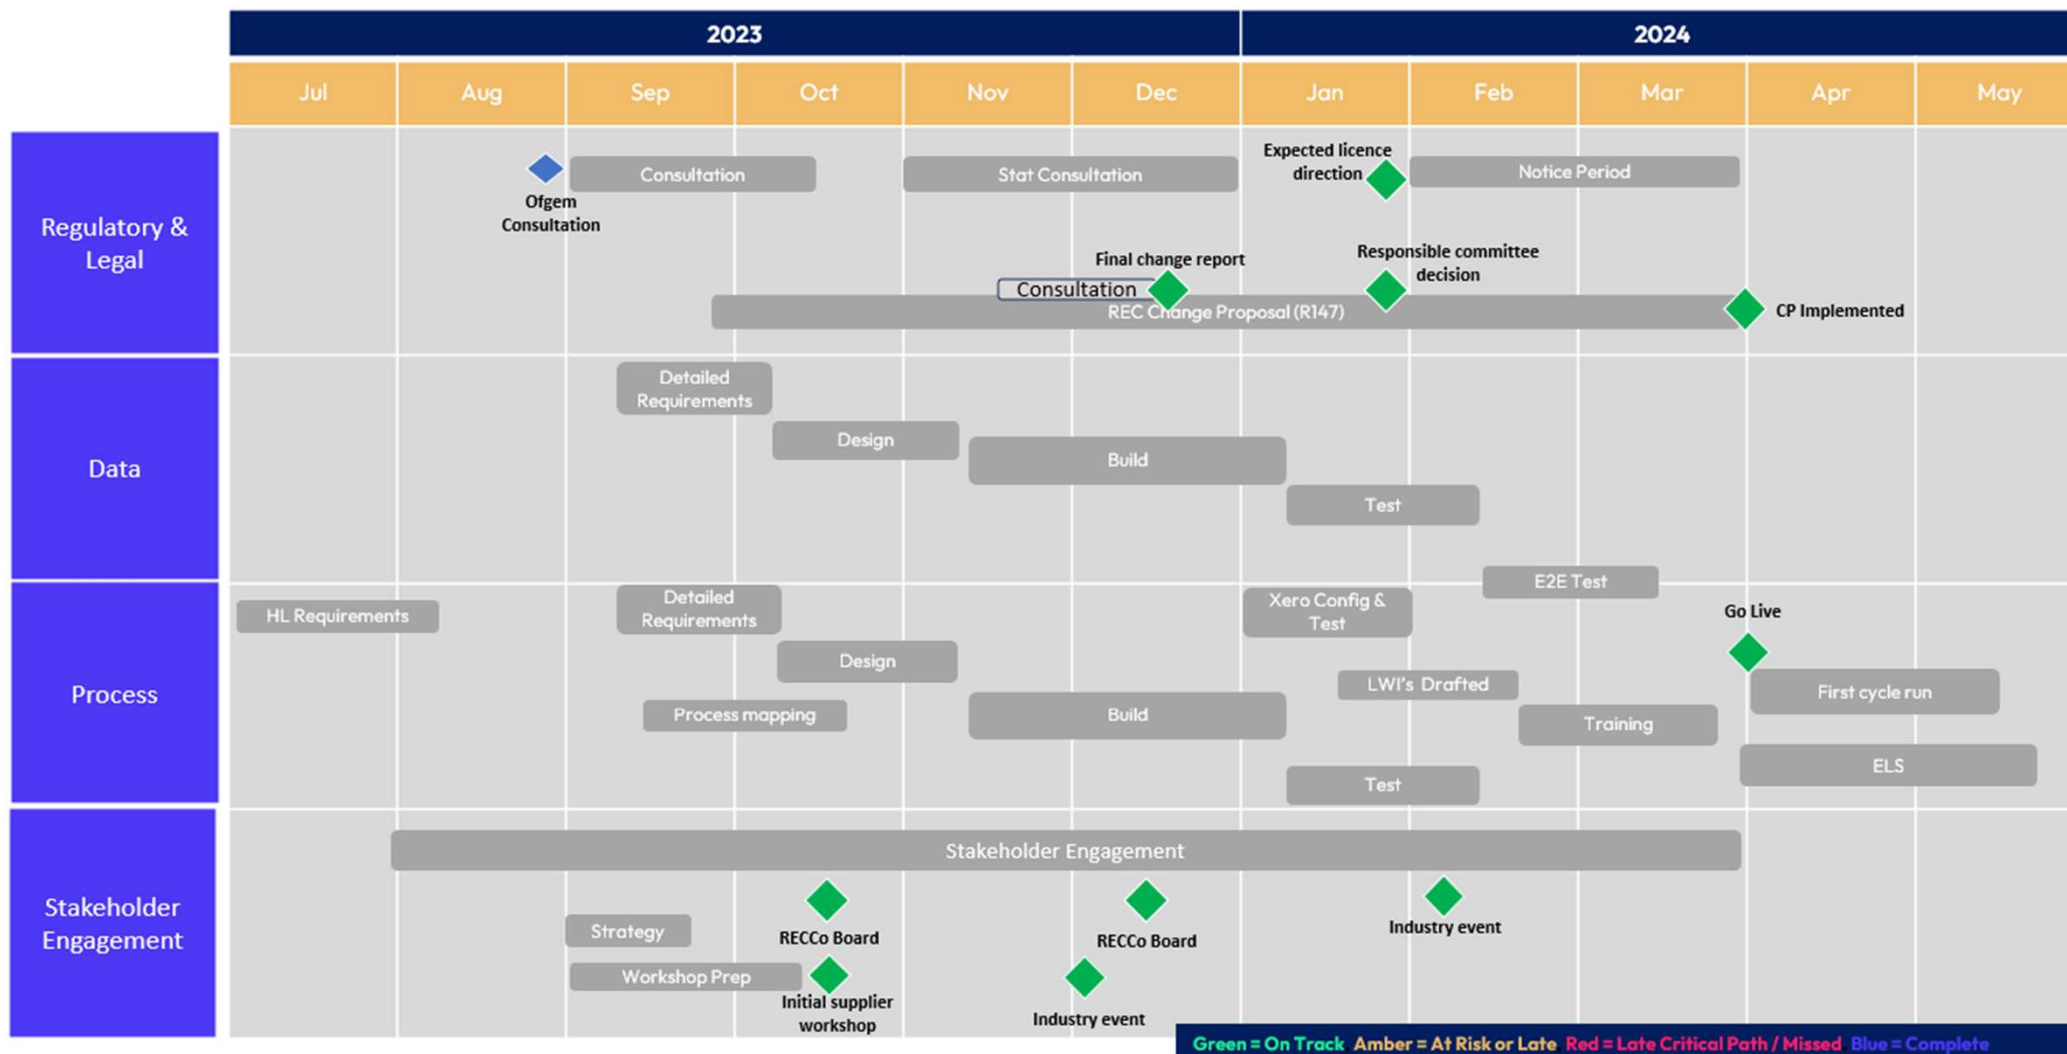 2023
2024
Jul
Aug
Sep
Oct
Nov
Dec
Jan
Feb
Mar
Apr
May
Regulatory &
Legal
Ofgem
Consultation
Consultation
Stat Consultation
Expected licence
direction
Notice Period
Final change report
Consultation
Responsible committee
decision
REC Change Proposal (R147)
CP Implemented
Data
Detailed
Requirements
Design
Build
Test
E2E Test
Process
HL Requirements
Detailed
Requirements
Design
Process mapping
Build
Xero Config &
Test
LWI's Drafted
Training
Test
Go Live
First cycle run
ELS
Stakeholder
Engagement
Stakeholder Engagement
Strategy
RECCo Board
RECCo Board
Industry event
Workshop Prep
Initial supplier
workshop
Industry event
Green = On Track, Amber = At Risk or Late, Red = Late Critical Path / Missed, Blue = Complete